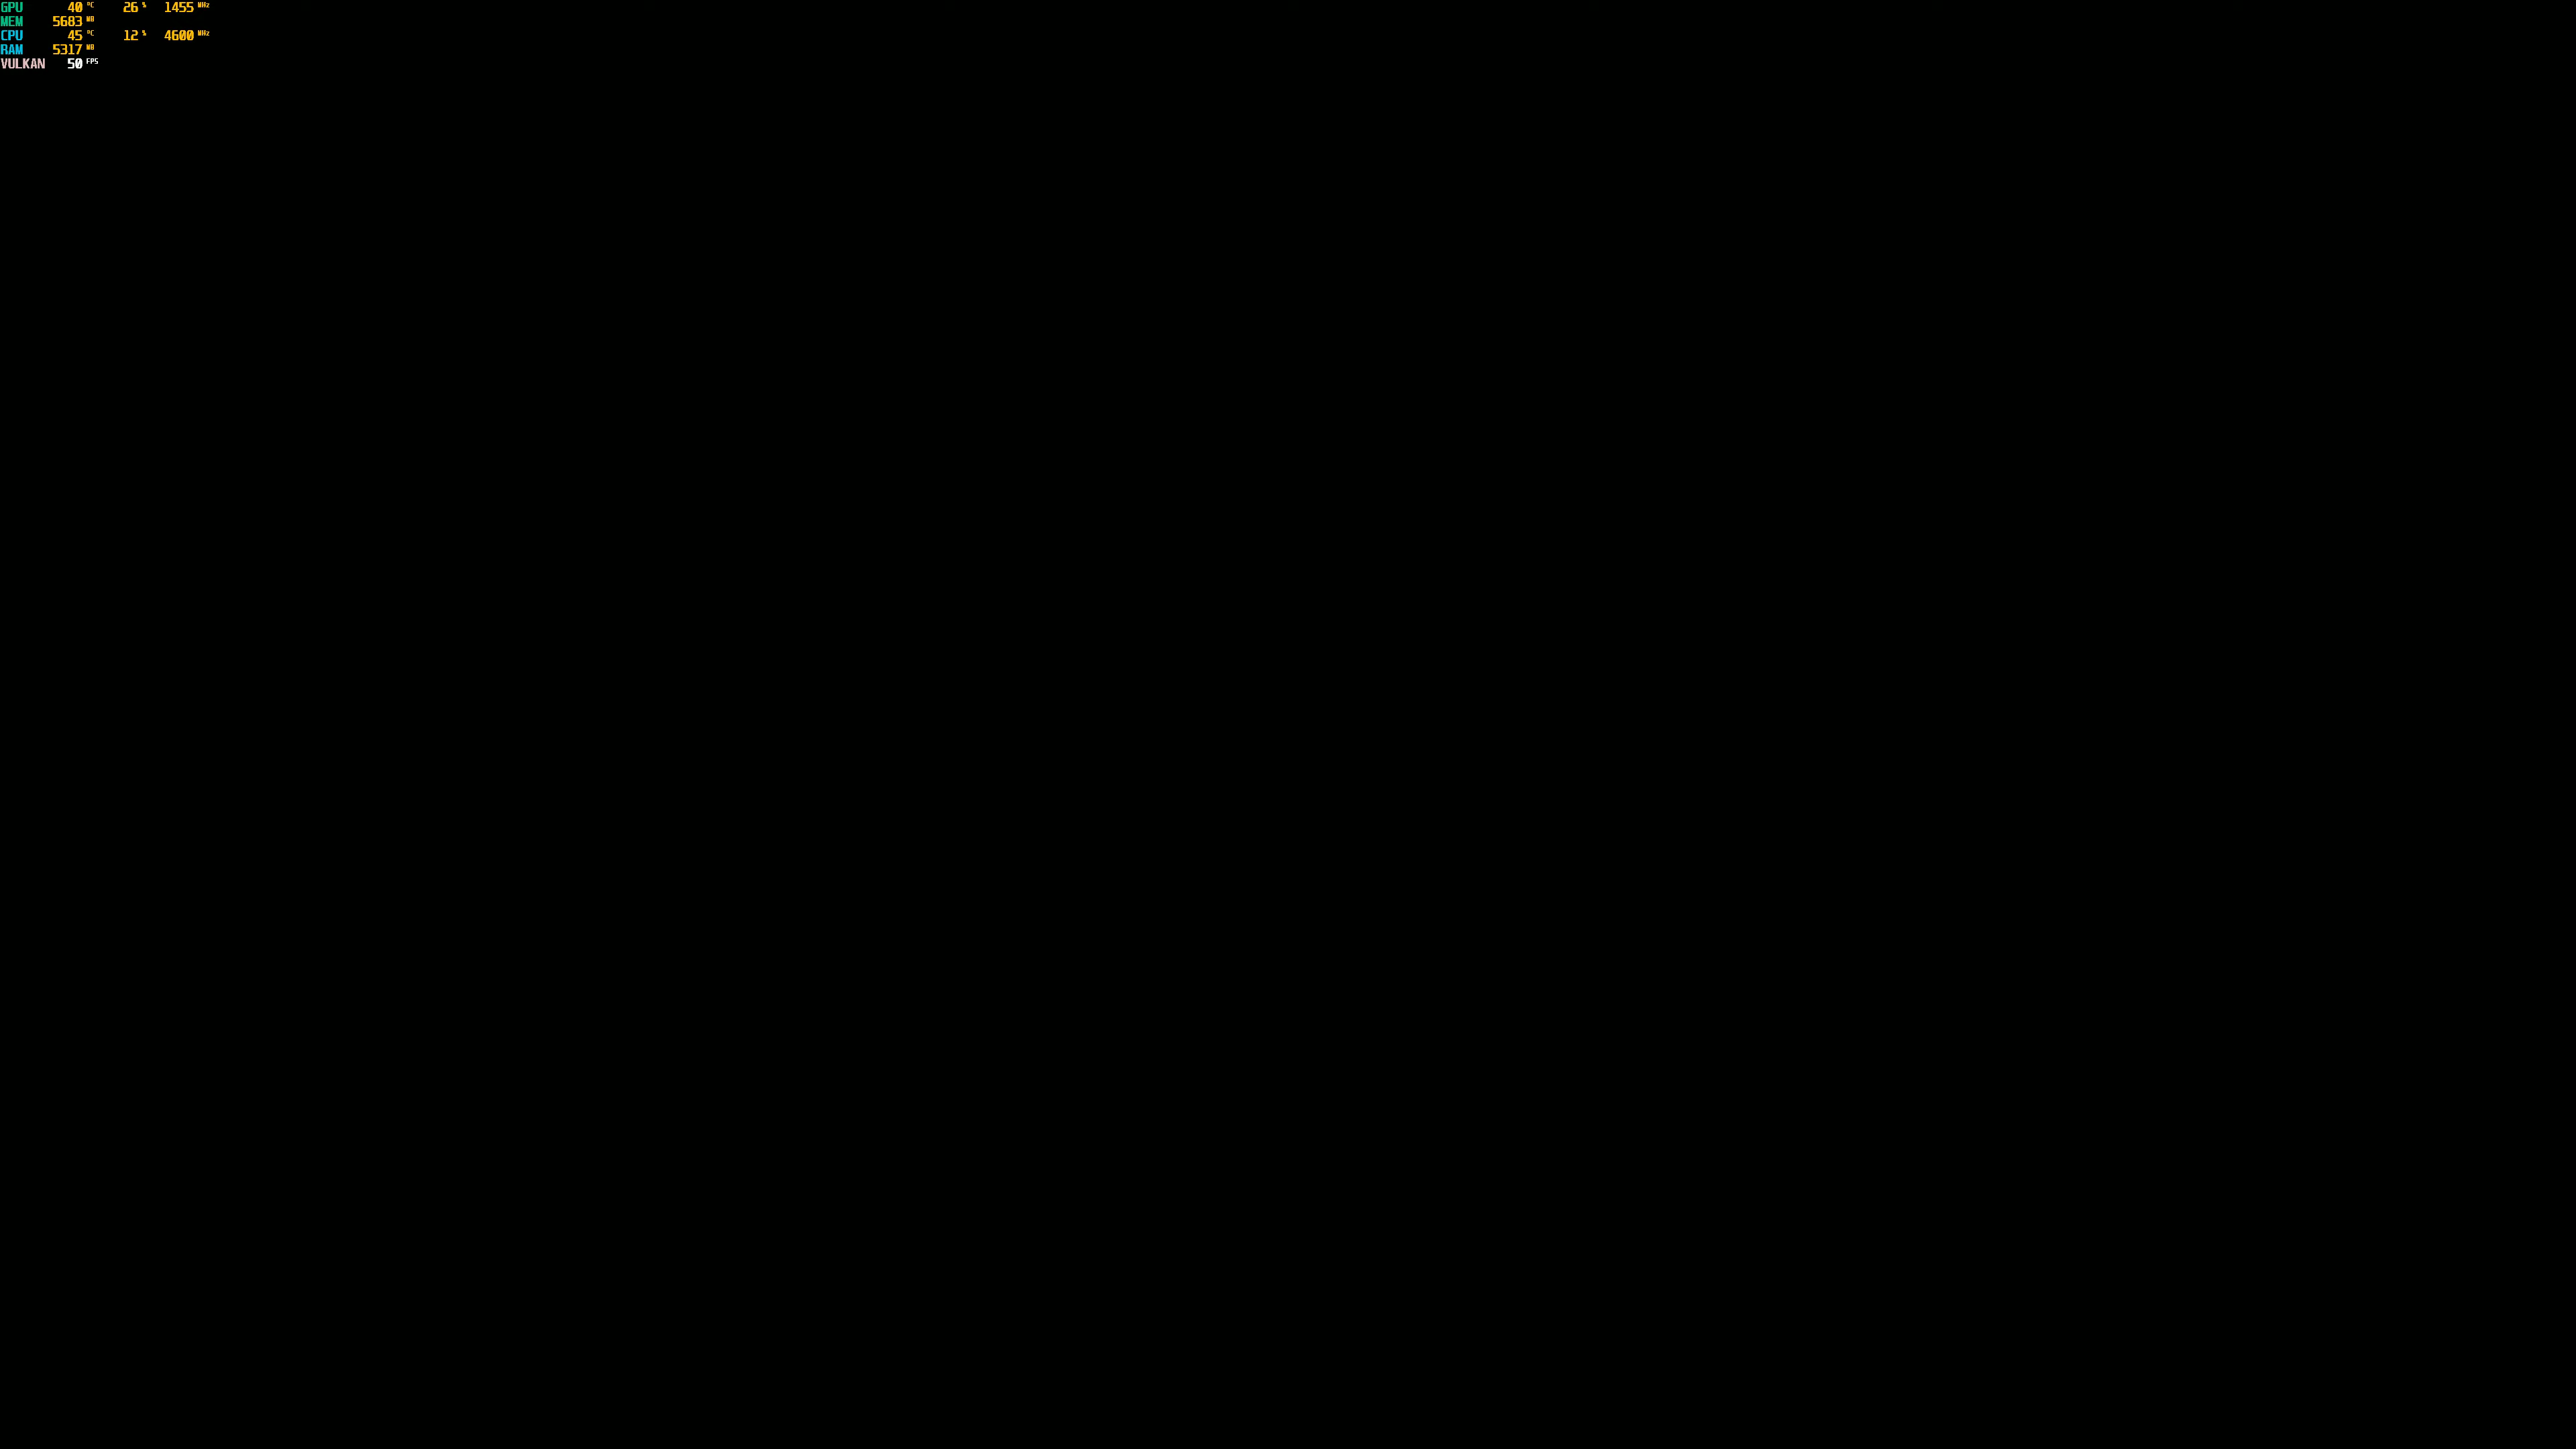 GPU 40 °C 26 % 1455 MHz
MEM 5683 MB
CPU 45 °C 12 % 4600 MHz
RAM 5317 MB
VULKAN 50 FPS